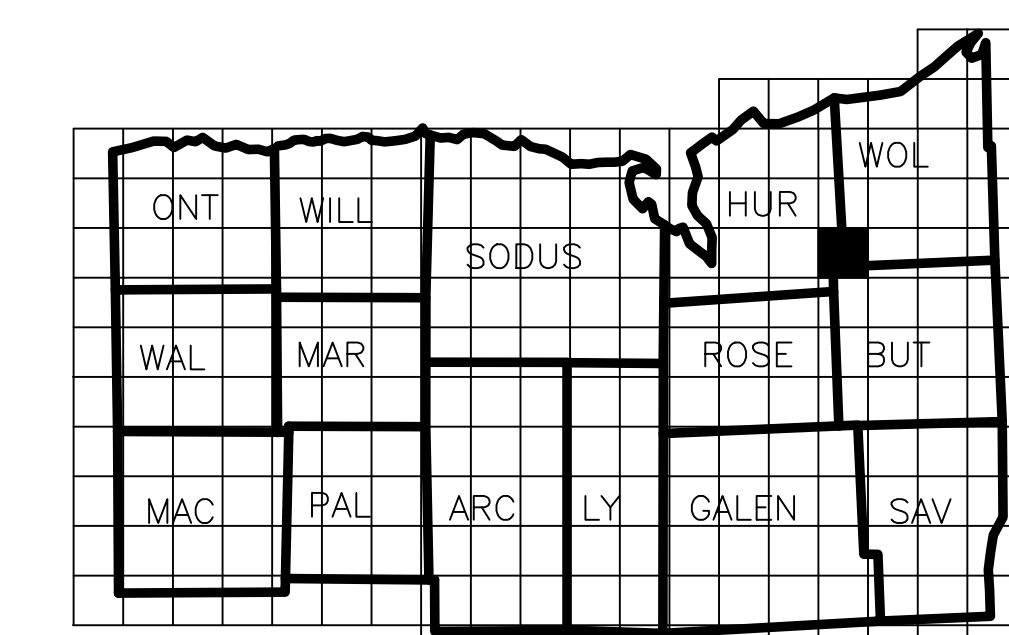 WOL
ONT WILL HUR
SODUS
WAL MAR ROSE BUT
MAC PAL ARC LY GALEN SAV